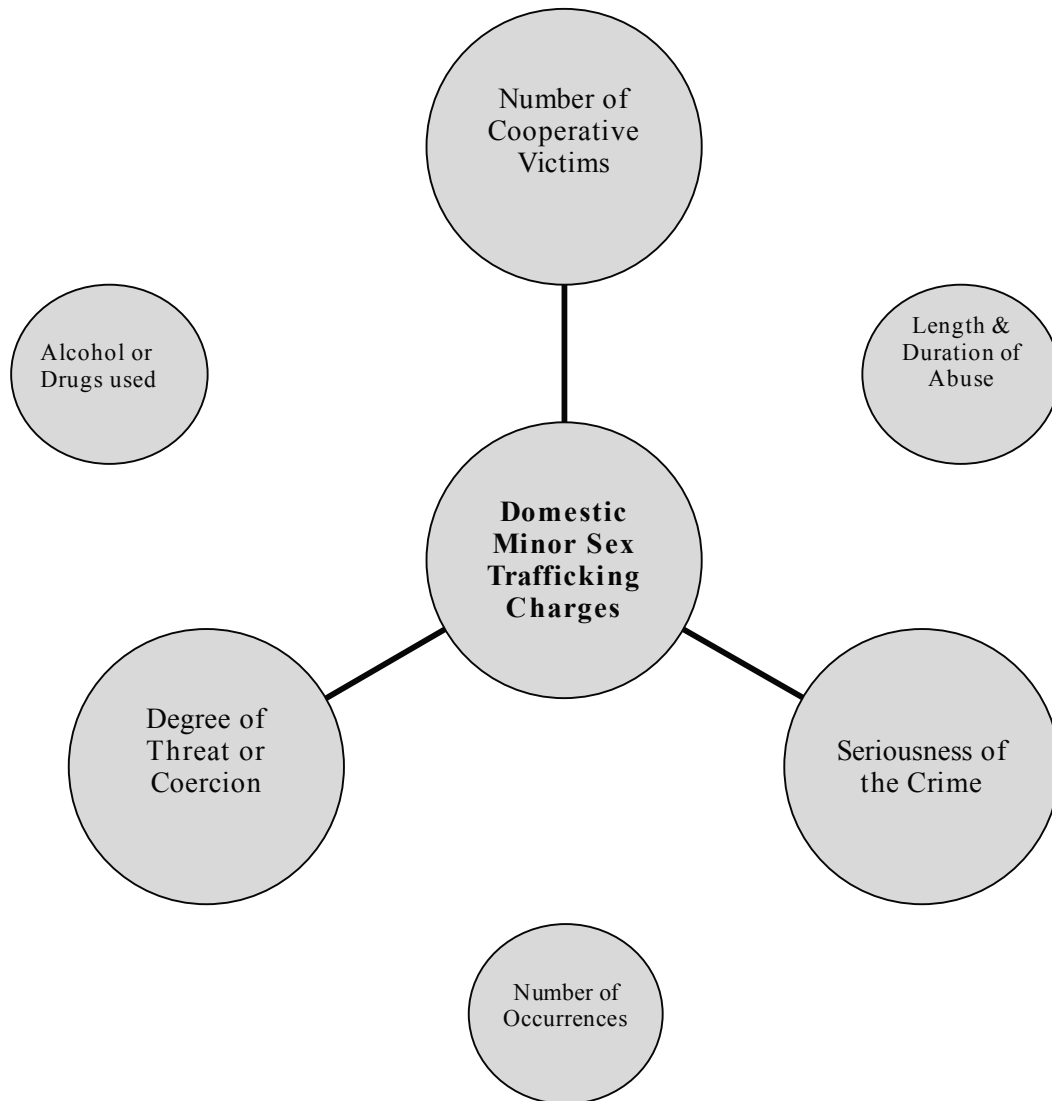 Number of
Cooperative
Victims
Alcohol or
Drugs used
Length &
Duration of
Abuse
Domestic
Minor Sex
Trafficking
Charges
Degree of
Threat or
Coercion
Seriousness of
the Crime
Number of
Occurrences